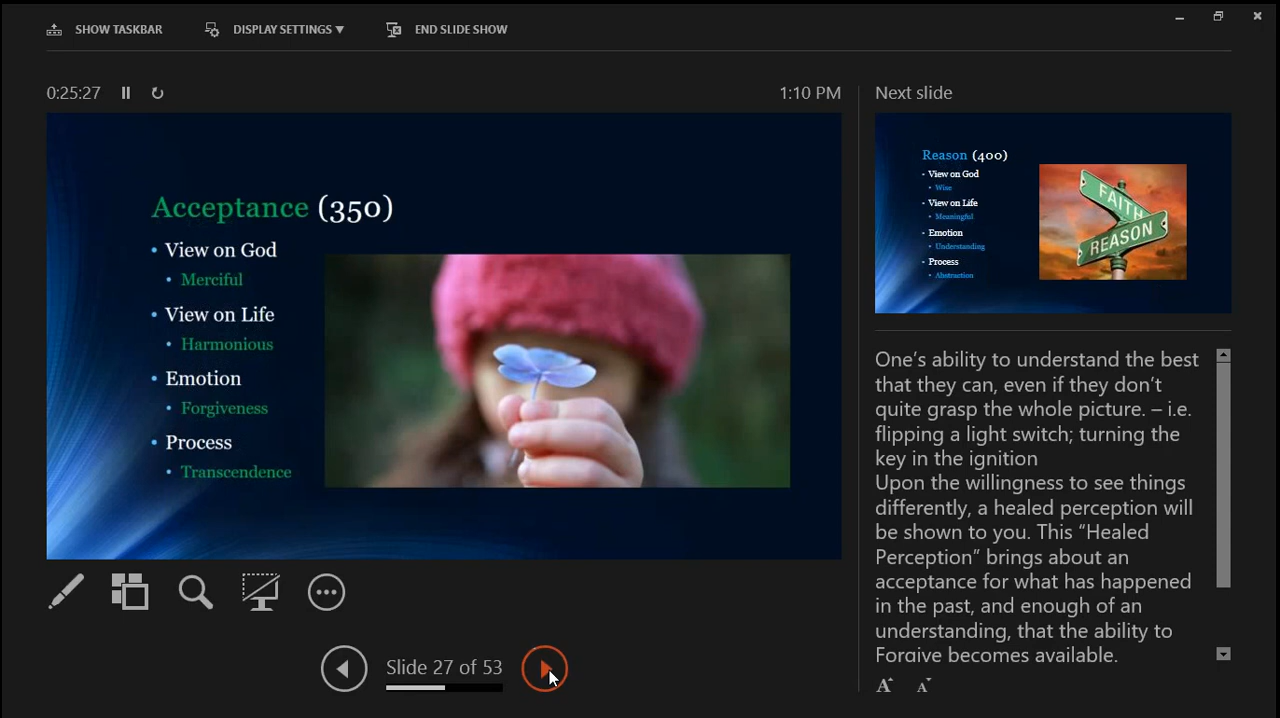 SHOW TASKBAR
DISPLAY SETTINGS ▼
END SLIDE SHOW
0:25:27
1:10 PM
Next slide
Acceptance (350)
• View on God
• Merciful
• View on Life
• Harmonious
• Emotion
• Forgiveness
• Process
• Transcendence
Reason (400)
• View on God
• Wise
• View on Life
• Meaningful
• Emotion
• Understanding
• Process
• Abstraction
FAITH
REASON
One's ability to understand the best
that they can, even if they don't
quite grasp the whole picture. – i.e.
flipping a light switch; turning the
key in the ignition
Upon the willingness to see things
differently, a healed perception will
be shown to you. This “Healed
Perception” brings about an
acceptance for what has happened
in the past, and enough of an
understanding, that the ability to
Forgive becomes available.
Slide 27 of 53
A A